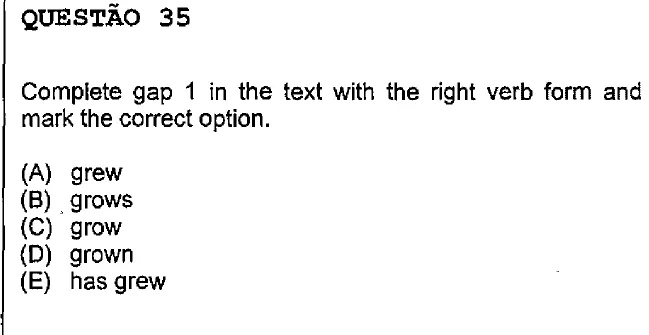 QUESTÃO 35
Complete gap 1 in the text with the right verb form and
mark the correct option.
(A) grew
(B) grows
(C) grow
(D) grown
(E) has grew